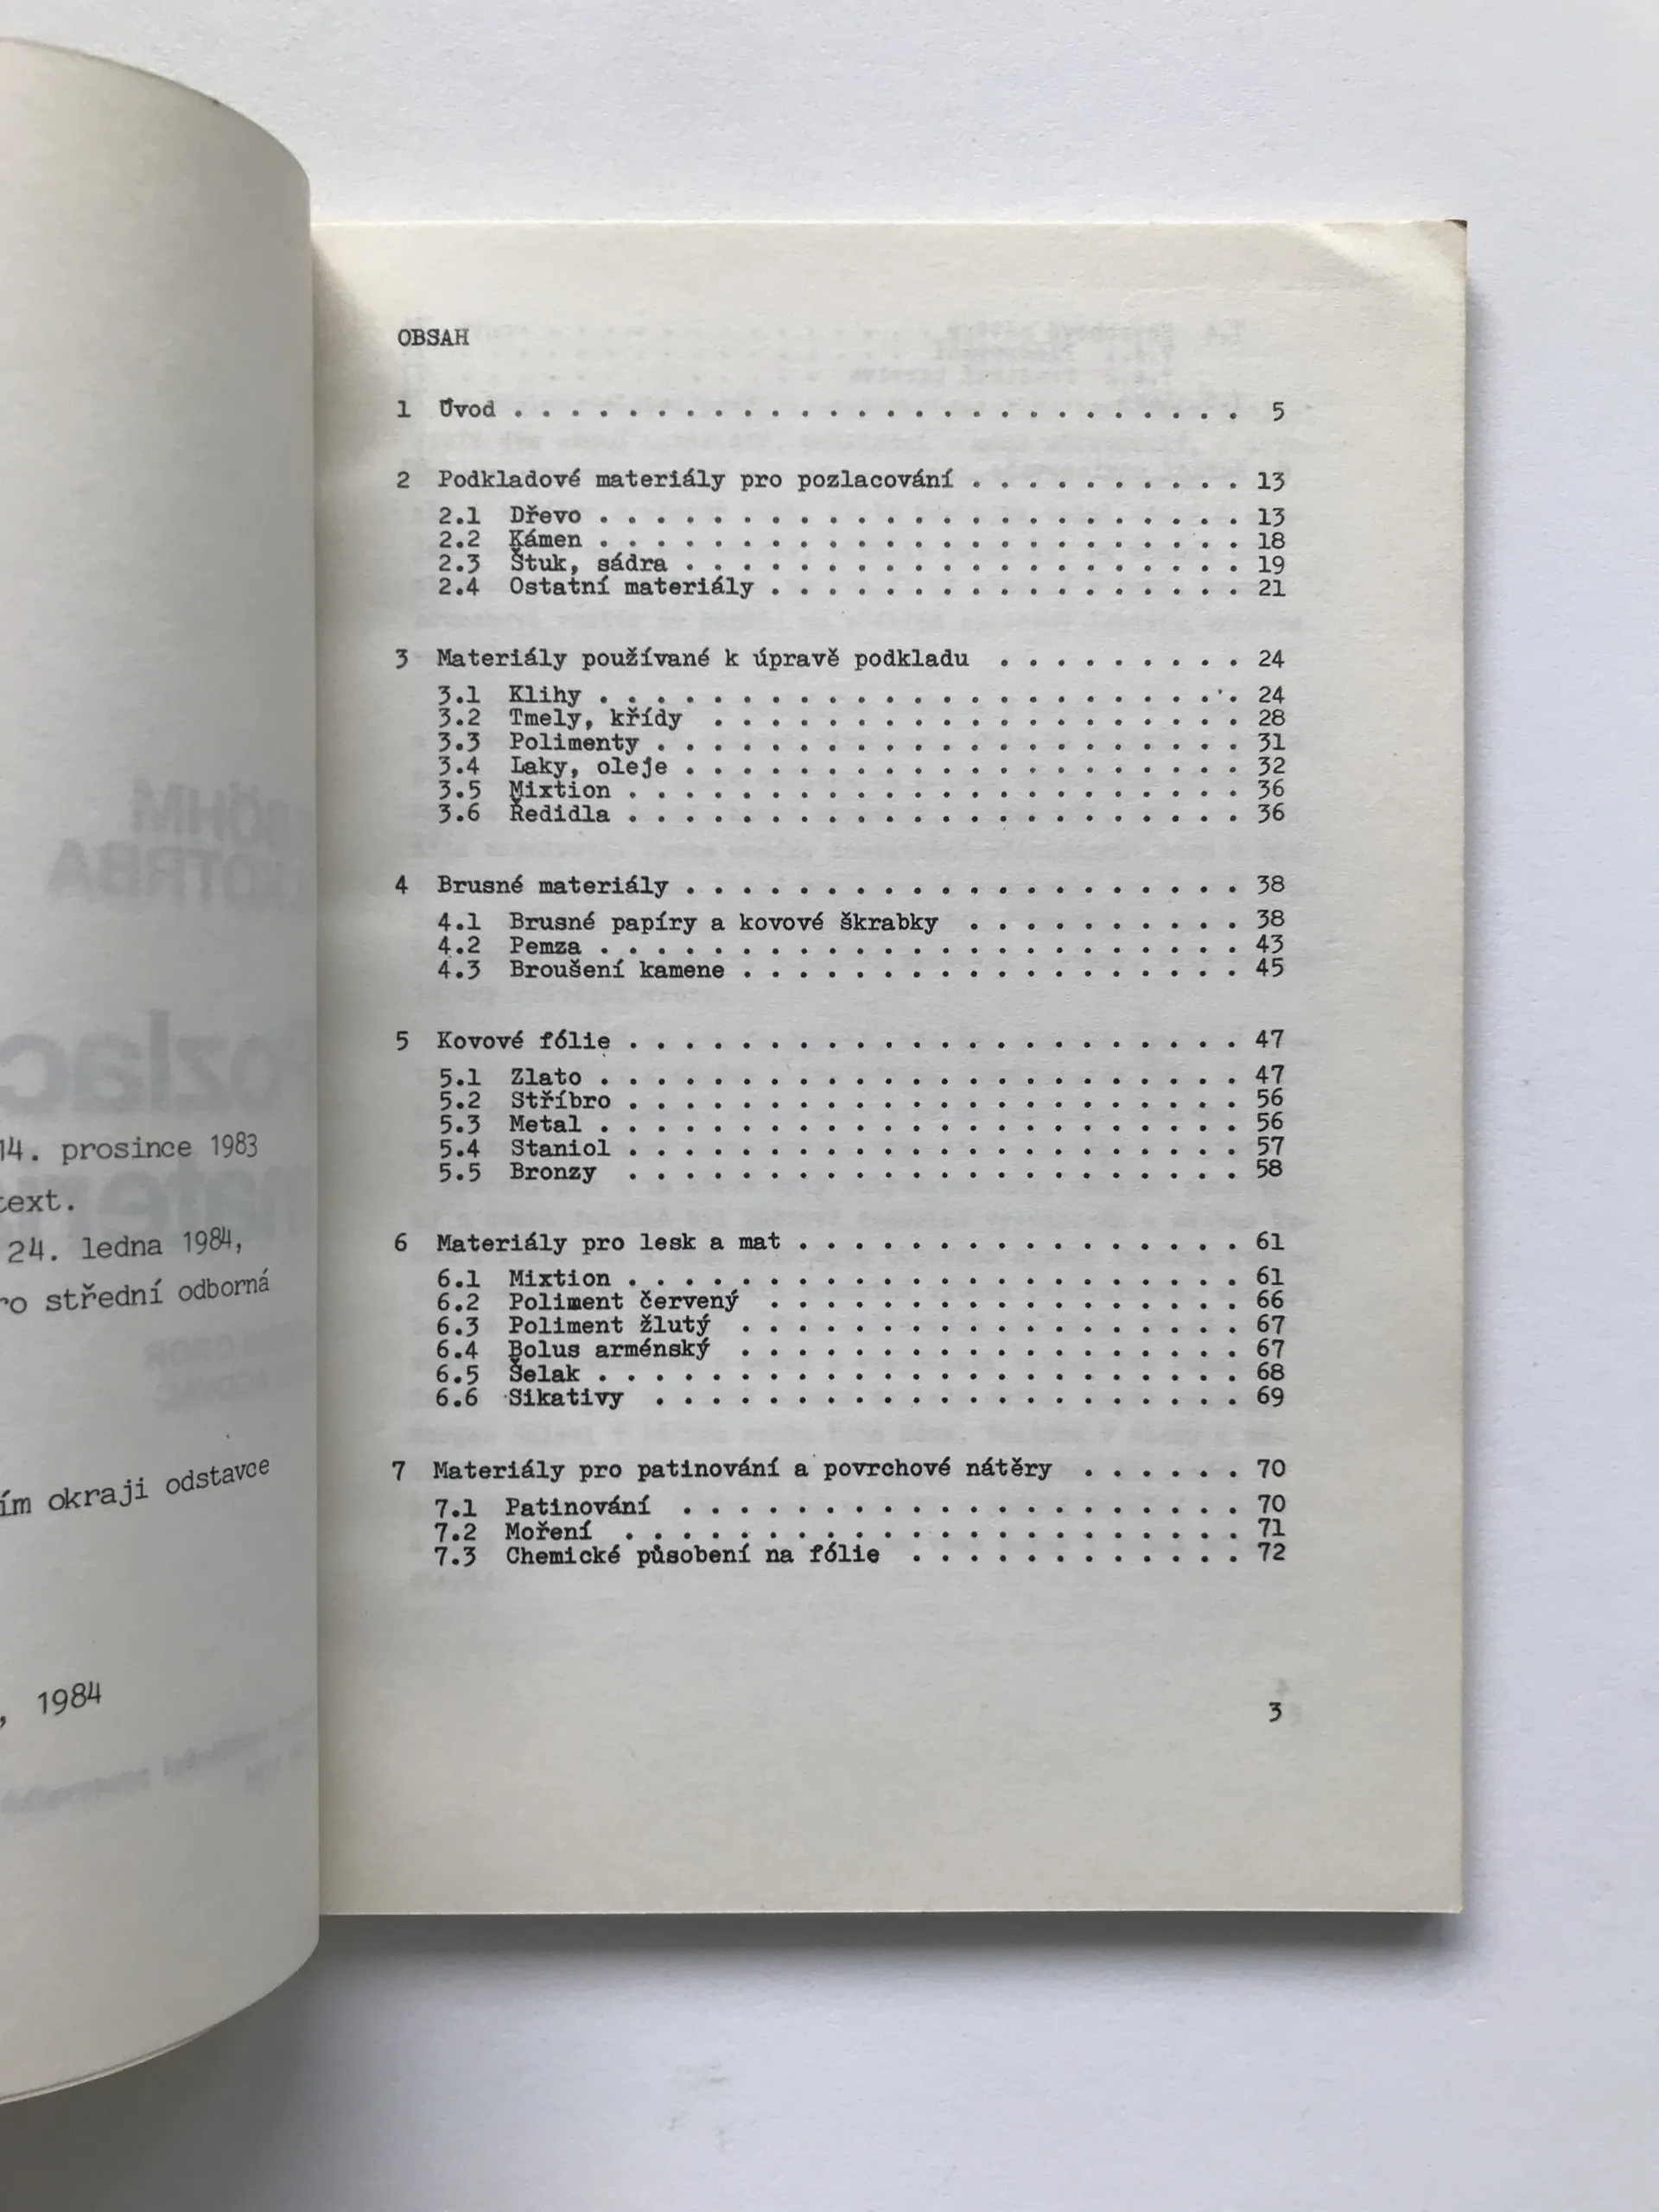 14. prosince 1983
text.
24. ledna 1984,
střední odborná
okraji odstavce
, 1984
OBSAH
1 Úvod . . . . . . . . . . . . . . . . . . . . . . . . . . 5
2 Podkladové materiály pro pozlacování . . . . . . . . . . 13
2.1 Dřevo . . . . . . . . . . . . . . . . . . . . . . . 13
2.2 Kámen . . . . . . . . . . . . . . . . . . . . . . . 18
2.3 Štuk, sádra . . . . . . . . . . . . . . . . . . . . 19
2.4 Ostatní materiály . . . . . . . . . . . . . . . . . 21
3 Materiály používané k úpravě podkladu . . . . . . . . . 24
3.1 Klihy . . . . . . . . . . . . . . . . . . . . . . . 24
3.2 Tmely, křídy . . . . . . . . . . . . . . . . . . . 28
3.3 Polimenty . . . . . . . . . . . . . . . . . . . . . 31
3.4 Laky, oleje . . . . . . . . . . . . . . . . . . . . 32
3.5 Mixtion . . . . . . . . . . . . . . . . . . . . . . 36
3.6 Ředidla . . . . . . . . . . . . . . . . . . . . . . 36
4 Brusné materiály . . . . . . . . . . . . . . . . . . . . 38
4.1 Brusné papíry a kovové škrabky . . . . . . . . . . 38
4.2 Pemza . . . . . . . . . . . . . . . . . . . . . . . 43
4.3 Broušení kamene . . . . . . . . . . . . . . . . . . 45
5 Kovové fólie . . . . . . . . . . . . . . . . . . . . . . 47
5.1 Zlato . . . . . . . . . . . . . . . . . . . . . . . 47
5.2 Stříbro . . . . . . . . . . . . . . . . . . . . . . 56
5.3 Metal . . . . . . . . . . . . . . . . . . . . . . . 56
5.4 Staniol . . . . . . . . . . . . . . . . . . . . . . 57
5.5 Bronzy . . . . . . . . . . . . . . . . . . . . . . 58
6 Materiály pro lesk a mat . . . . . . . . . . . . . . . . 61
6.1 Mixtion . . . . . . . . . . . . . . . . . . . . . . 61
6.2 Poliment červený . . . . . . . . . . . . . . . . . 66
6.3 Poliment žlutý . . . . . . . . . . . . . . . . . . 67
6.4 Bolus arménský . . . . . . . . . . . . . . . . . . 67
6.5 Šelak . . . . . . . . . . . . . . . . . . . . . . . 68
6.6 Sikativy . . . . . . . . . . . . . . . . . . . . . 69
7 Materiály pro patinování a povrchové nátěry . . . . . . 70
7.1 Patinování . . . . . . . . . . . . . . . . . . . . 70
7.2 Moření . . . . . . . . . . . . . . . . . . . . . . 71
7.3 Chemické působení na fólie . . . . . . . . . . . . 72
3